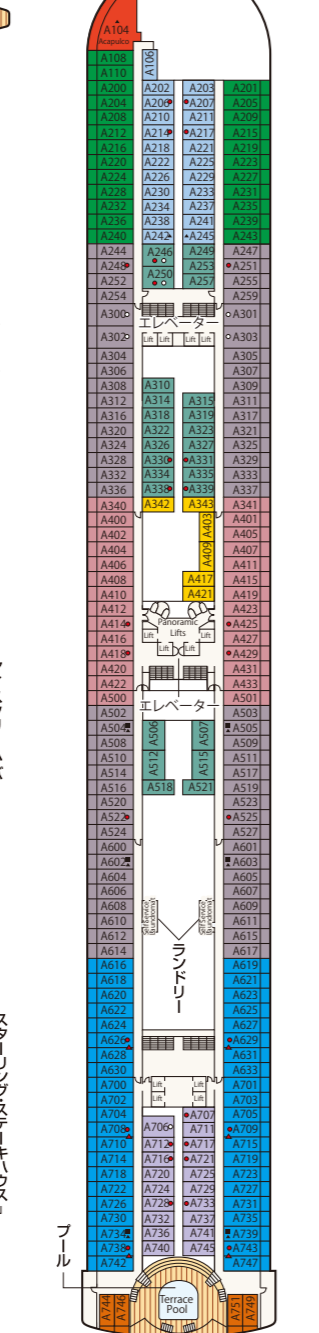 A104
Acapulco
A108
A106
A110
A200 A202 A203 A201
A204 A206 A207 A205
A208 A210 A211 A209
A212 A214 A217 A215
A216 A218 A221 A219
A220 A222 A225 A223
A224 A226 A229 A227
A228 A230 A233 A231
A232 A234 A237 A235
A236 A238 A241 A239
A240 A242 A245 A243
A244 A246 A249 A247
A248 A253 A251
A252 A250 A257 A255
A254 A259
A300 A301
エレベーター
A302 Lift Lift Lift Lift A303
A304 A305
A306 A307
A308 A310 A309
A312 A314 A315 A311
A316 A318 A319 A317
A320 A322 A323 A321
A324 A326 A327 A325
A328 A330 A331 A329
A332 A334 A335 A333
A336 A338 A339 A337
A340 A342 A343 A341
A400 A403 A401
A402 A405
A404 A409 A407
A406 A411
A408 A417 A415
A410 A421 A419
A412 A423
A414 Panoramic Lifts A425
A416 Lift Lift A427
A418 Lift Lift A429
A420 A431
A422 A433
A500 エレベーター A501
A502 A503
A504 A506 A507 A505
A508 A509
A510 A512 A515 A511
A514 A517
A516 A518 A521 A519
A520 A523
A522 A525
A524 A527
A600 A601
A602 A603
A604 A605
A606 A607
A608 A609
Self Service Laundromat Self Service Laundromat
A610 A611
A612 A615
A614 A617
ランドリー
A616 A619
A618 A621
A620 A623
A622 A625
A624 A627
A626 A629
A628 A631
A630 A633
A700 Lift Lift A701
A702 Lift Lift A703
A704 A707 A705
A708 A706 A711 A709
A710 A712 A717 A715
A714 A716 A721 A719
A718 A720 A725 A723
A722 A724 A729 A727
A726 A728 A733 A731
A730 A732 A737 A735
A734 A736 A741 A739
A738 A740 A745 A743
A742 A747
プール
A744 A746 Terrace Pool A751 A749
スターリング・ステーキハウス」